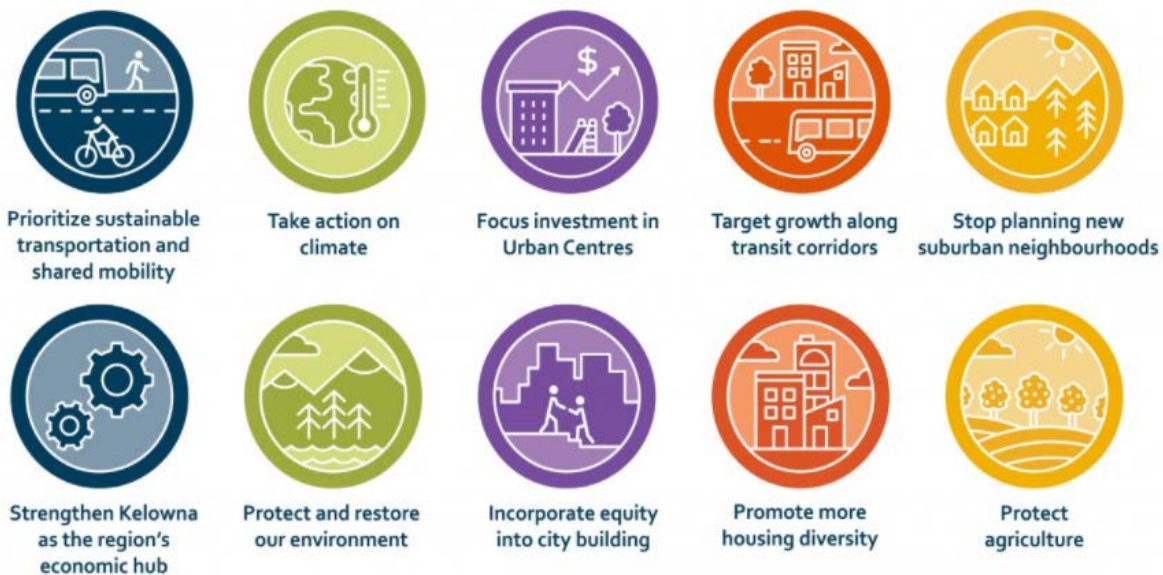 $
Prioritize sustainable
transportation and
shared mobility
Take action on
climate
Focus investment in
Urban Centres
Target growth along
transit corridors
Stop planning new
suburban neighbourhoods
Strengthen Kelowna
as the region's
economic hub
Protect and restore
our environment
Incorporate equity
into city building
Promote more
housing diversity
Protect
agriculture